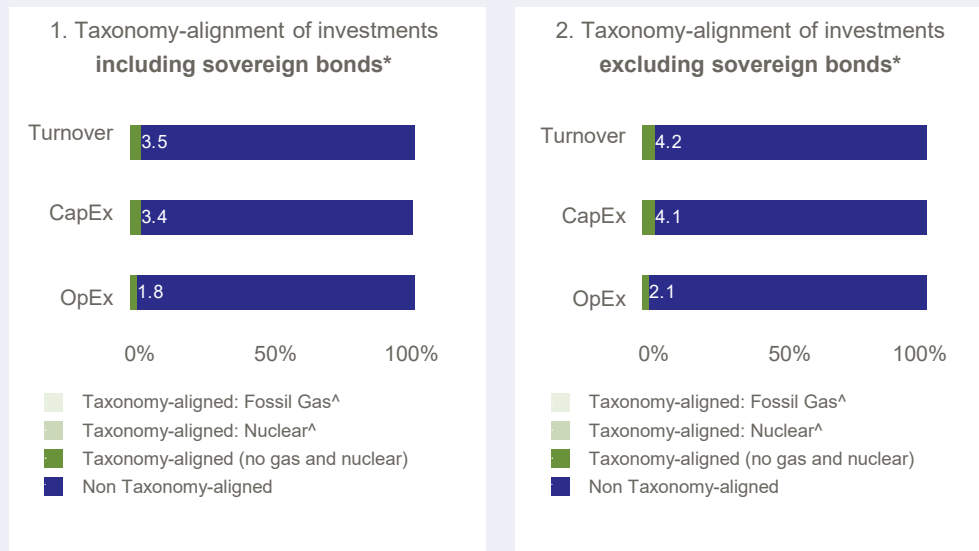 1. Taxonomy-alignment of investments
including sovereign bonds*
Turnover
3.5
CapEx
3.4
OpEx
1.8
0% 50% 100%
Taxonomy-aligned: Fossil Gas^
Taxonomy-aligned: Nuclear^
Taxonomy-aligned (no gas and nuclear)
Non Taxonomy-aligned
2. Taxonomy-alignment of investments
excluding sovereign bonds*
Turnover
4.2
CapEx
4.1
OpEx
2.1
0% 50% 100%
Taxonomy-aligned: Fossil Gas^
Taxonomy-aligned: Nuclear^
Taxonomy-aligned (no gas and nuclear)
Non Taxonomy-aligned